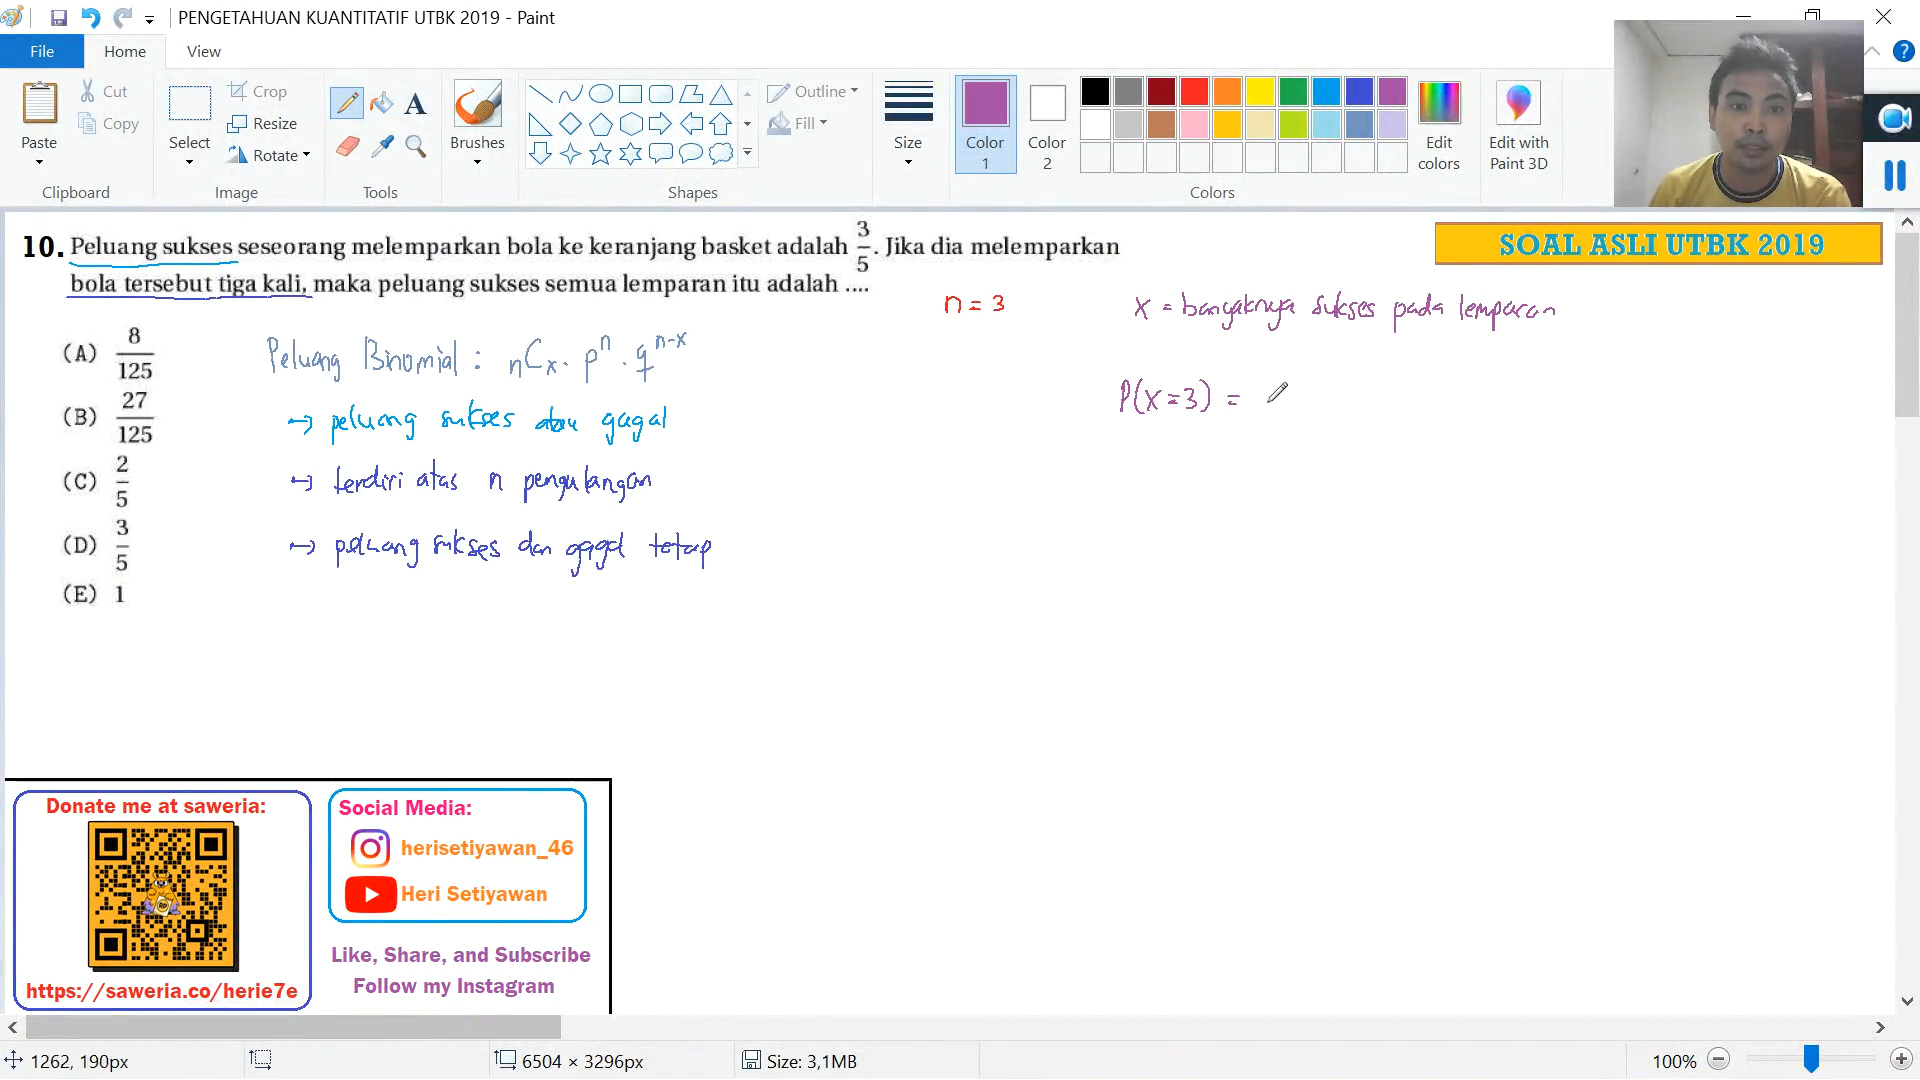 PENGETAHUAN KUANTITATIF UTBK 2019 - Paint
File
Home
View
Paste
Cut
Copy
Clipboard
Select
Crop
Resize
Rotate
Image
A
Tools
Brushes
Shapes
Outline
Fill
Size
Color 1
Color 2
Edit colors
Edit with Paint 3D
Colors
10. Peluang sukses seseorang melemparkan bola ke keranjang basket adalah 3/5. Jika dia melemparkan
bola tersebut tiga kali, maka peluang sukses semua lemparan itu adalah ....
SOAL ASLI UTBK 2019
(A) 8/125
(B) 27/125
(C) 2/5
(D) 3/5
(E) 1
Peluang Binomial : nCx . p^n . q^n-x
→ peluang sukses atau gagal
→ terdiri atas n pengulangan
→ peluang sukses dan gagal tetap
n = 3
x = banyaknya sukses pada lemparan
P(x=3) =
Donate me at saweria:
https://saweria.co/herie7e
Social Media:
herisetiyawan_46
Heri Setiyawan
Like, Share, and Subscribe
Follow my Instagram
1262, 190px
6504 × 3296px
Size: 3,1MB
100%